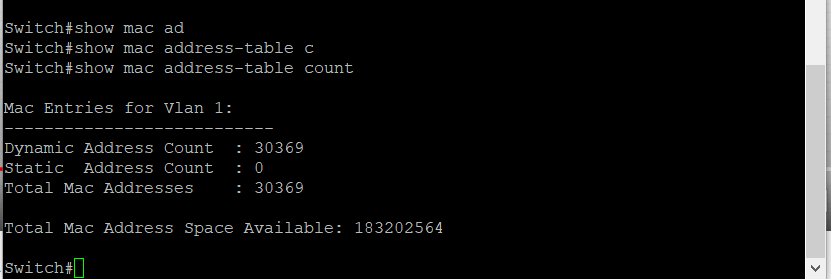 Switch#show mac ad
Switch#show mac address-table c
Switch#show mac address-table count
Mac Entries for Vlan 1:
---------------------------
Dynamic Address Count  : 30369
Static  Address Count  : 0
Total Mac Addresses    : 30369
Total Mac Address Space Available: 183202564
Switch#